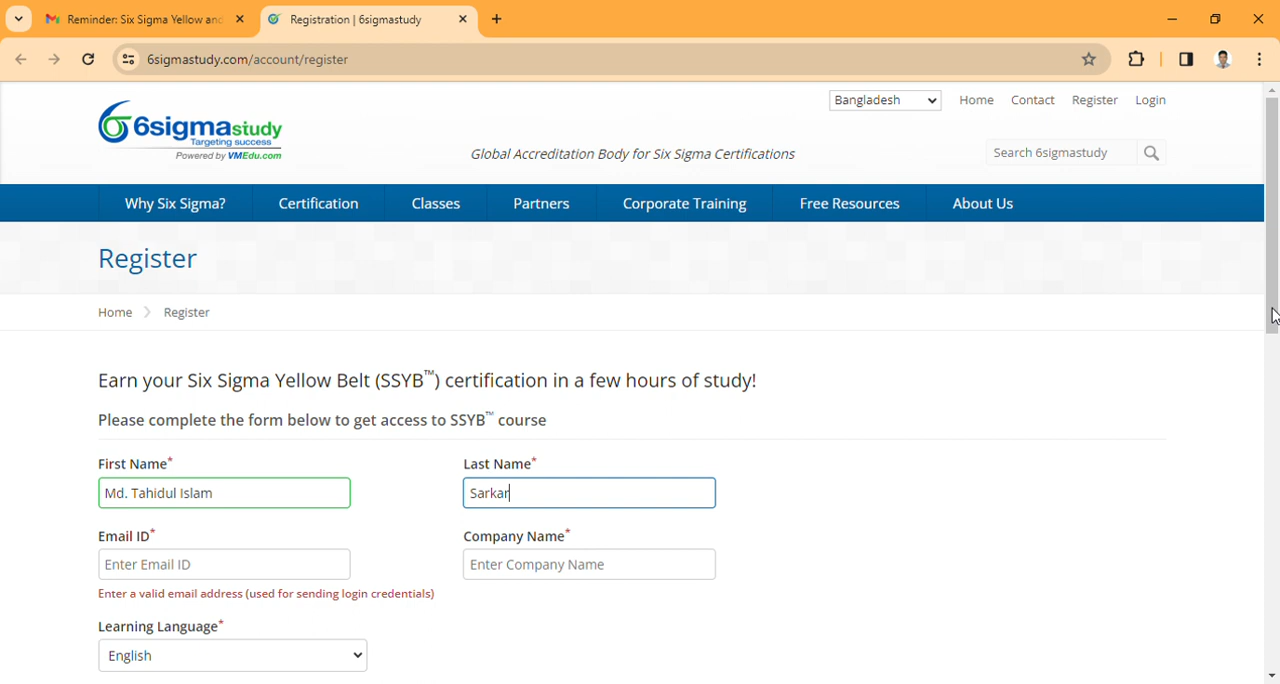 Reminder: Six Sigma Yellow and
Registration | 6sigmastudy
6sigmastudy.com/account/register
Bangladesh
Home
Contact
Register
Login
6sigmastudy
Targeting success™
Powered by VMEdu.com
Global Accreditation Body for Six Sigma Certifications
Search 6sigmastudy
Why Six Sigma?
Certification
Classes
Partners
Corporate Training
Free Resources
About Us
Register
Home
Register
Earn your Six Sigma Yellow Belt (SSYB™) certification in a few hours of study!
Please complete the form below to get access to SSYB™ course
First Name*
Last Name*
Md. Tahidul Islam
Sarkar
Email ID*
Company Name*
Enter Email ID
Enter Company Name
Enter a valid email address (used for sending login credentials)
Learning Language*
English